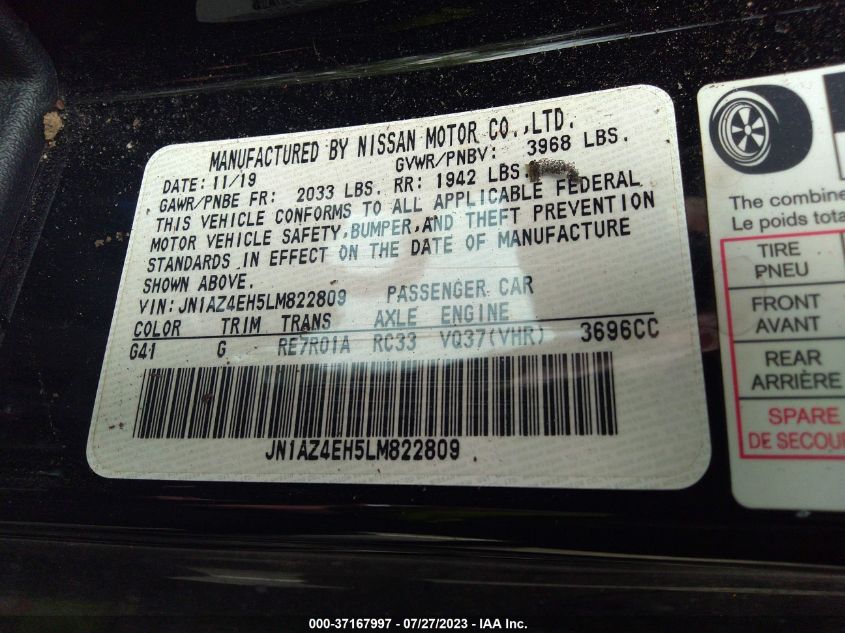 MANUFACTURED BY NISSAN MOTOR CO.,LTD.
DATE: 11/19 GVWR/PNBV: 3968 LBS.
GAWR/PNBE FR: 2033 LBS. RR: 1942 LBS.
THIS VEHICLE CONFORMS TO ALL APPLICABLE FEDERAL
MOTOR VEHICLE SAFETY,BUMPER,AND THEFT PREVENTION
STANDARDS IN EFFECT ON THE DATE OF MANUFACTURE
SHOWN ABOVE.
VIN:JN1AZ4EH5LM822809 PASSENGER CAR
COLOR TRIM TRANS AXLE ENGINE
G41 G RE7R01A RC33 VQ37(VHR) 3696CC
JN1AZ4EH5LM822809
The combine
Le poids tota
TIRE
PNEU
FRONT
AVANT
REAR
ARRIÈRE
SPARE
DE SECOU
000-37167997 - 07/27/2023 - © IAA Inc.